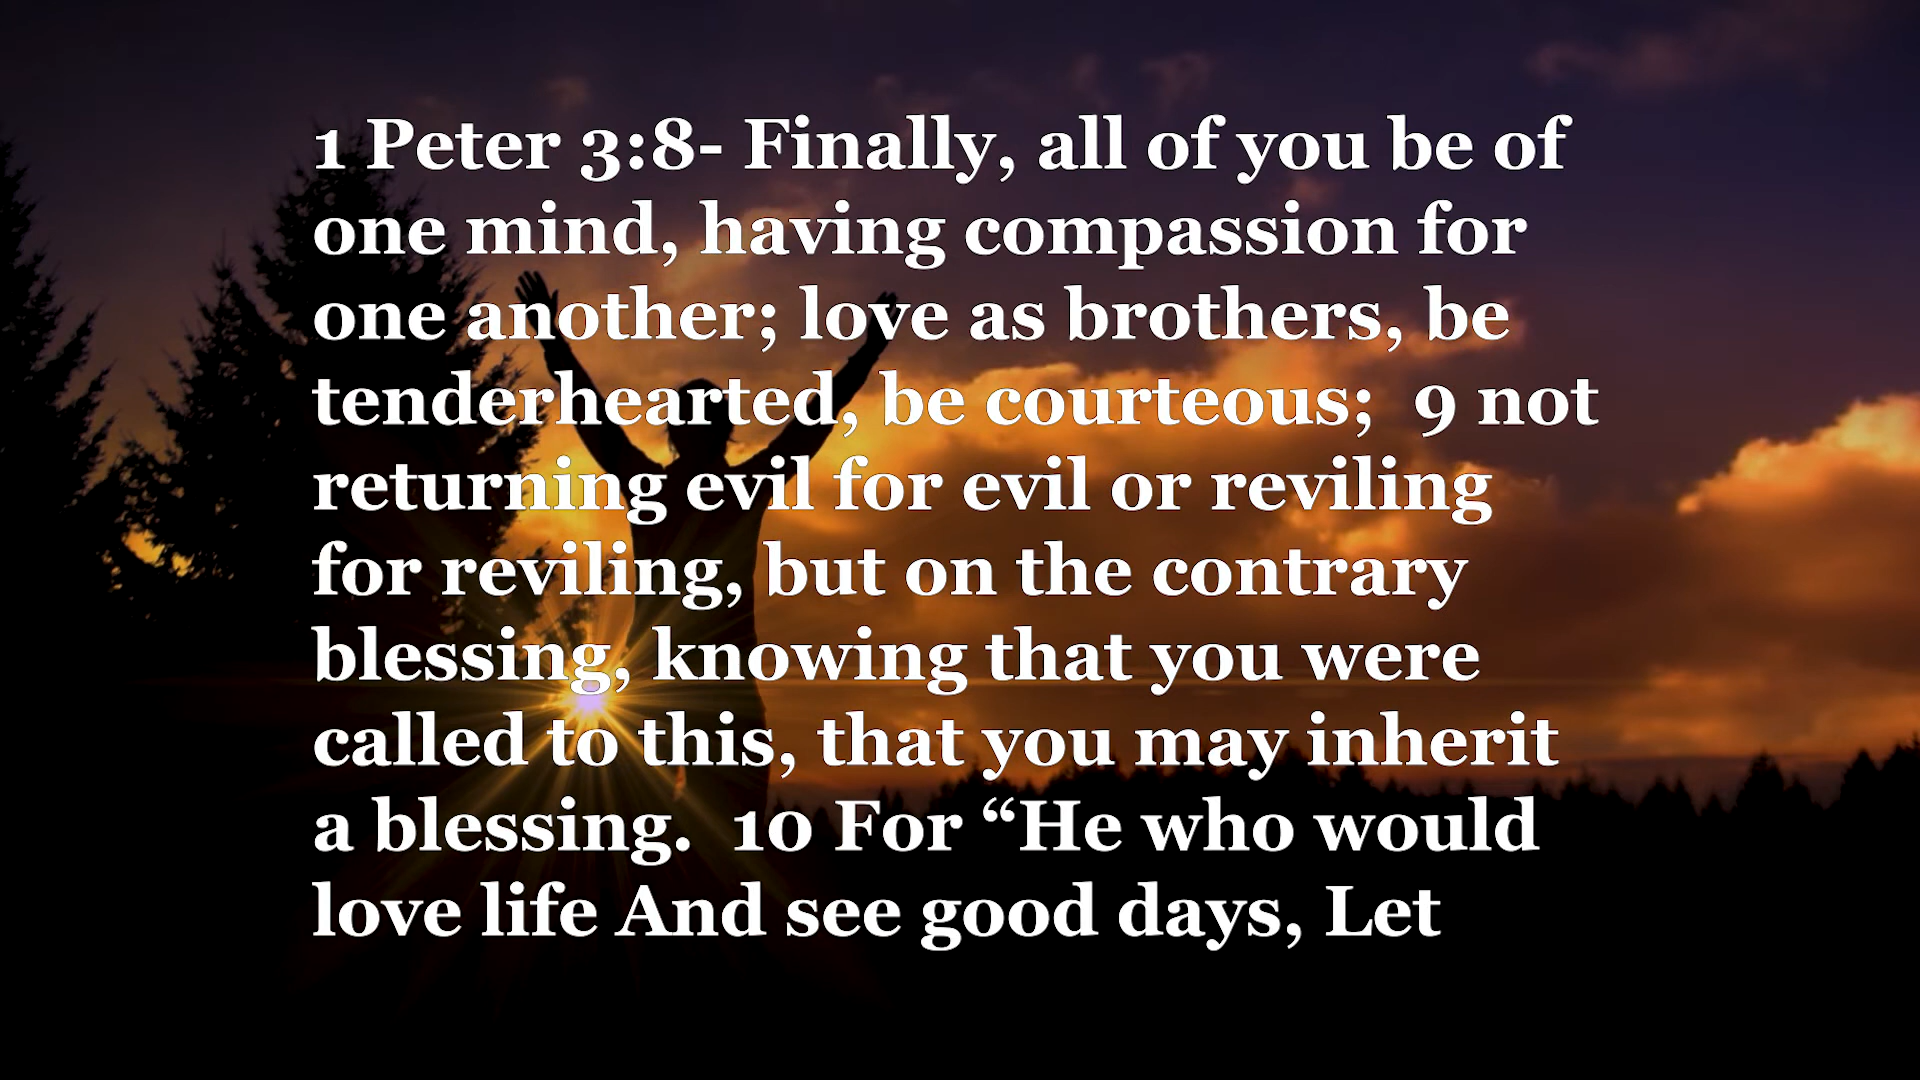 1 Peter 3:8- Finally, all of you be of
one mind, having compassion for
one another; love as brothers, be
tenderhearted, be courteous;  9 not
returning evil for evil or reviling
for reviling, but on the contrary
blessing, knowing that you were
called to this, that you may inherit
a blessing.  10 For “He who would
love life And see good days, Let